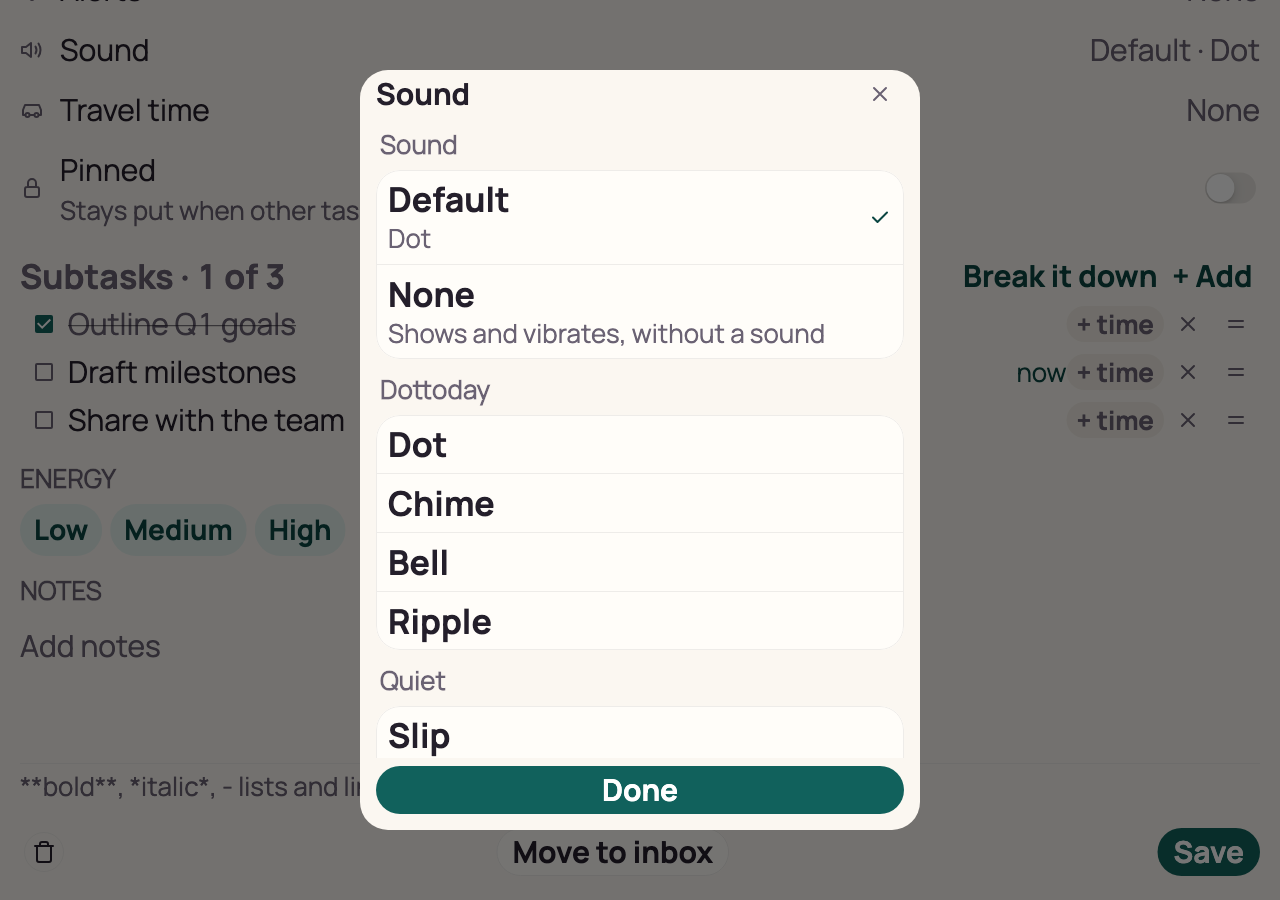 Sound
Default · Dot
Travel time
None
Pinned
Stays put when other tas
Subtasks · 1 of 3
Break it down
+ Add
Outline Q1 goals
+ time
Draft milestones
now
+ time
Share with the team
+ time
ENERGY
Low
Medium
High
NOTES
Add notes
**bold**, *italic*, - lists and
Move to inbox
Save
Sound
Sound
Default
Dot
None
Shows and vibrates, without a sound
Dottoday
Dot
Chime
Bell
Ripple
Quiet
Slip
Done